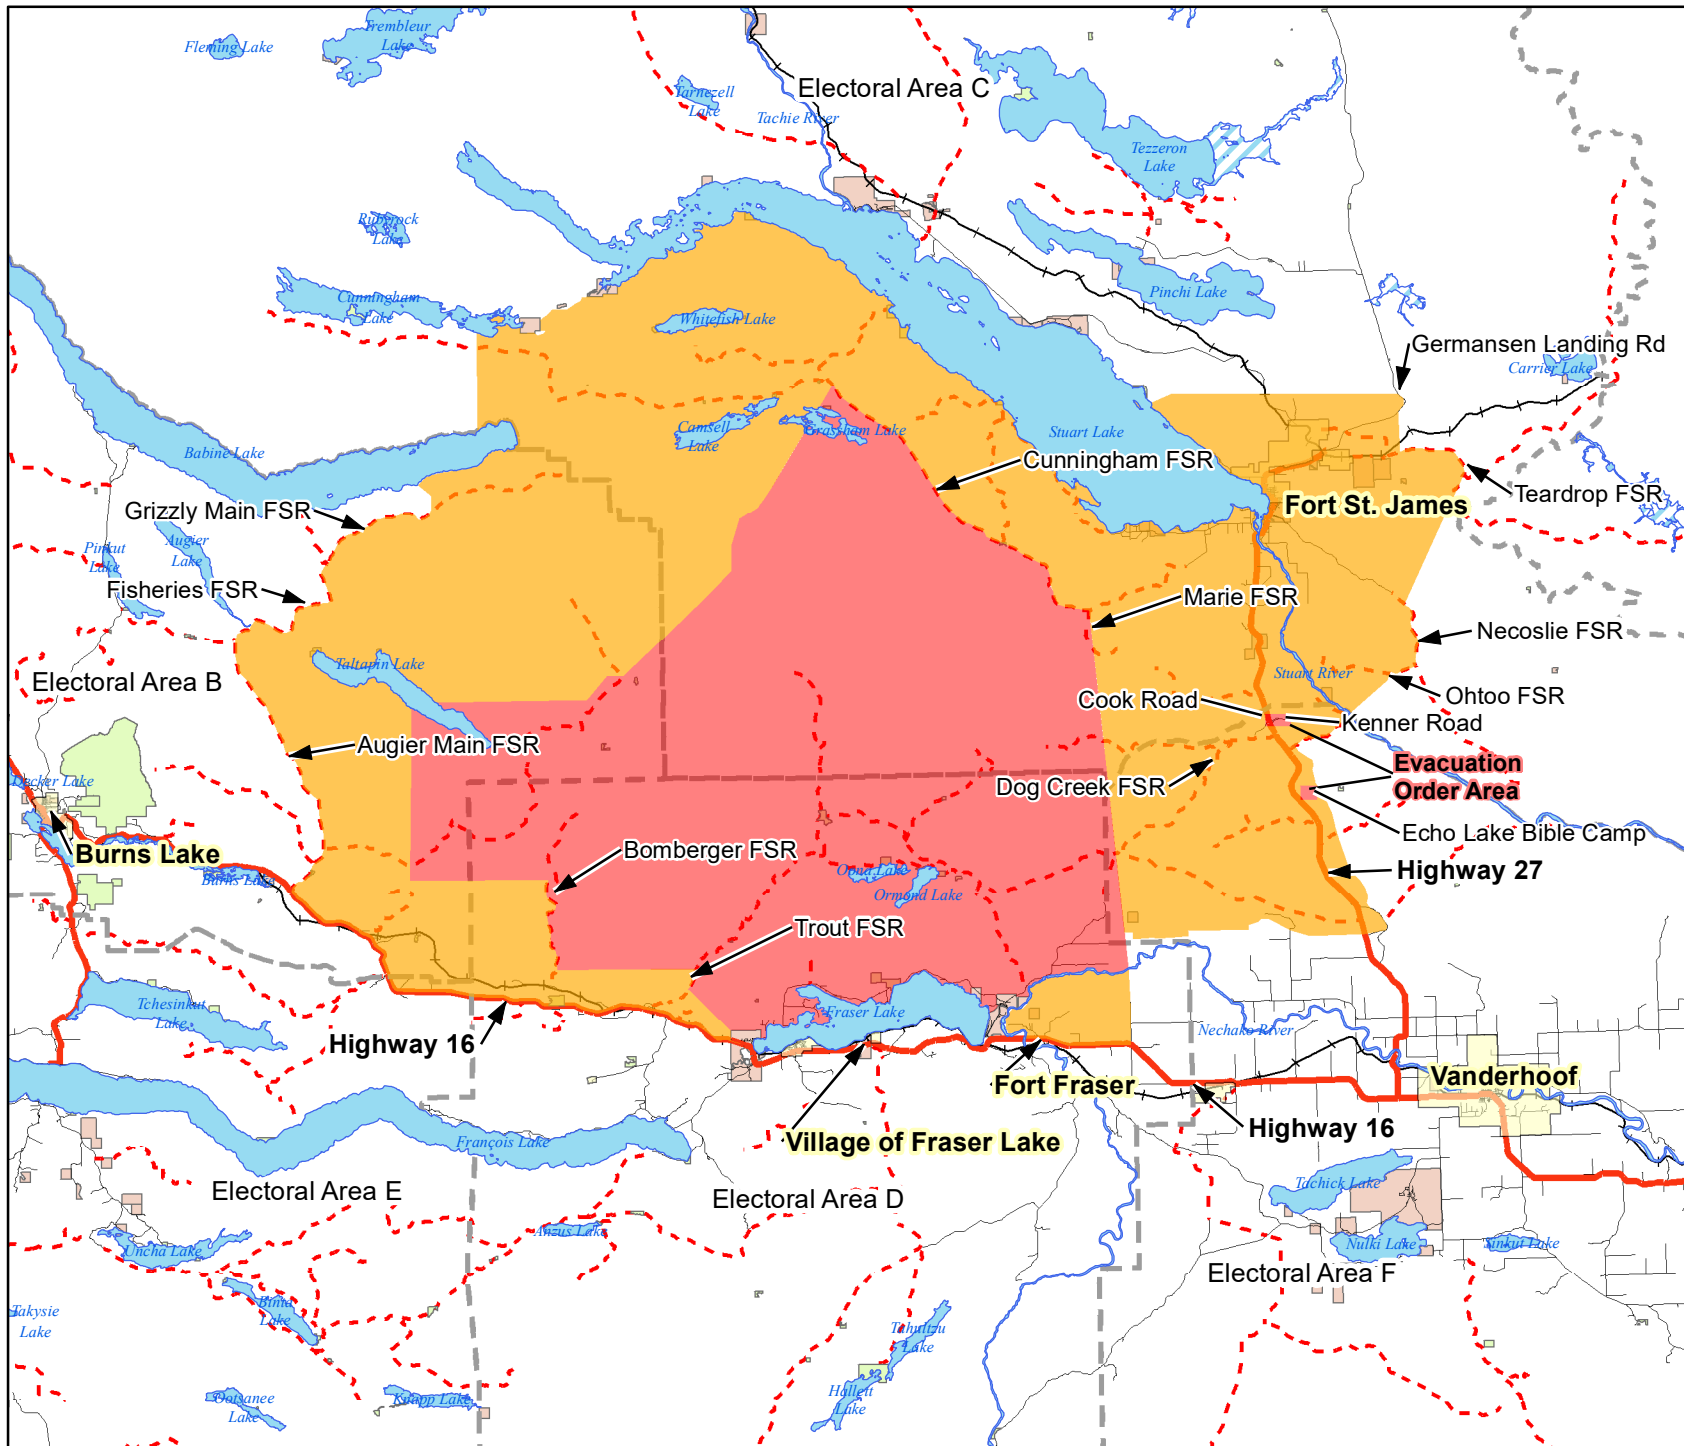 Fleming Lake
Trembleur
Lake
Tarnezell
Lake
Tachie River
Electoral Area C
Tezzeron
Lake
Rubyrock
Lake
Cunningham
Lake
Whitefish Lake
Pinchi Lake
Germansen Landing Rd
Carrier Lake
Babine Lake
Camsell
Lake
Grassham Lake
Stuart Lake
Cunningham FSR
Grizzly Main FSR
Augier
Lake
Pinkut
Lake
Fort St. James
Teardrop FSR
Fisheries FSR
Marie FSR
Necoslie FSR
Taltapin Lake
Electoral Area B
Stuart River
Ohtoo FSR
Cook Road
Kenner Road
Augier Main FSR
Evacuation
Order Area
Dog Creek FSR
Decker Lake
Echo Lake Bible Camp
Burns Lake
Burns Lake
Bomberger FSR
Oona Lake
Ormond Lake
Highway 27
Trout FSR
Tchesinkut
Lake
Fraser Lake
Nechako River
Highway 16
Fort Fraser
Vanderhoof
François Lake
Village of Fraser Lake
Highway 16
Electoral Area E
Electoral Area D
Tachick Lake
Uncha Lake
Anzus Lake
Nulki Lake
Sinkut Lake
Electoral Area F
Takysie
Lake
Binta
Lake
Tahultzu
Lake
Ootsanee
Lake
Knapp Lake
Hallett
Lake